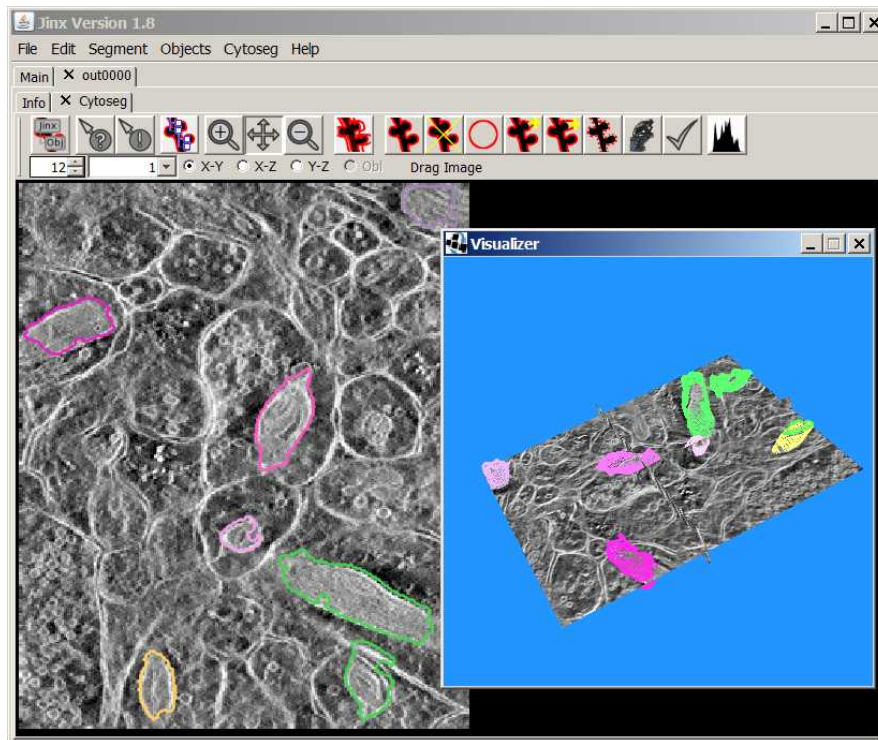 Jinx Version 1.8
File Edit Segment Objects Cytoseg Help
Main X out0000
Info X Cytoseg
Jinx
Obj
12 1 X-Y X-Z Y-Z Obl Drag Image
Visualizer